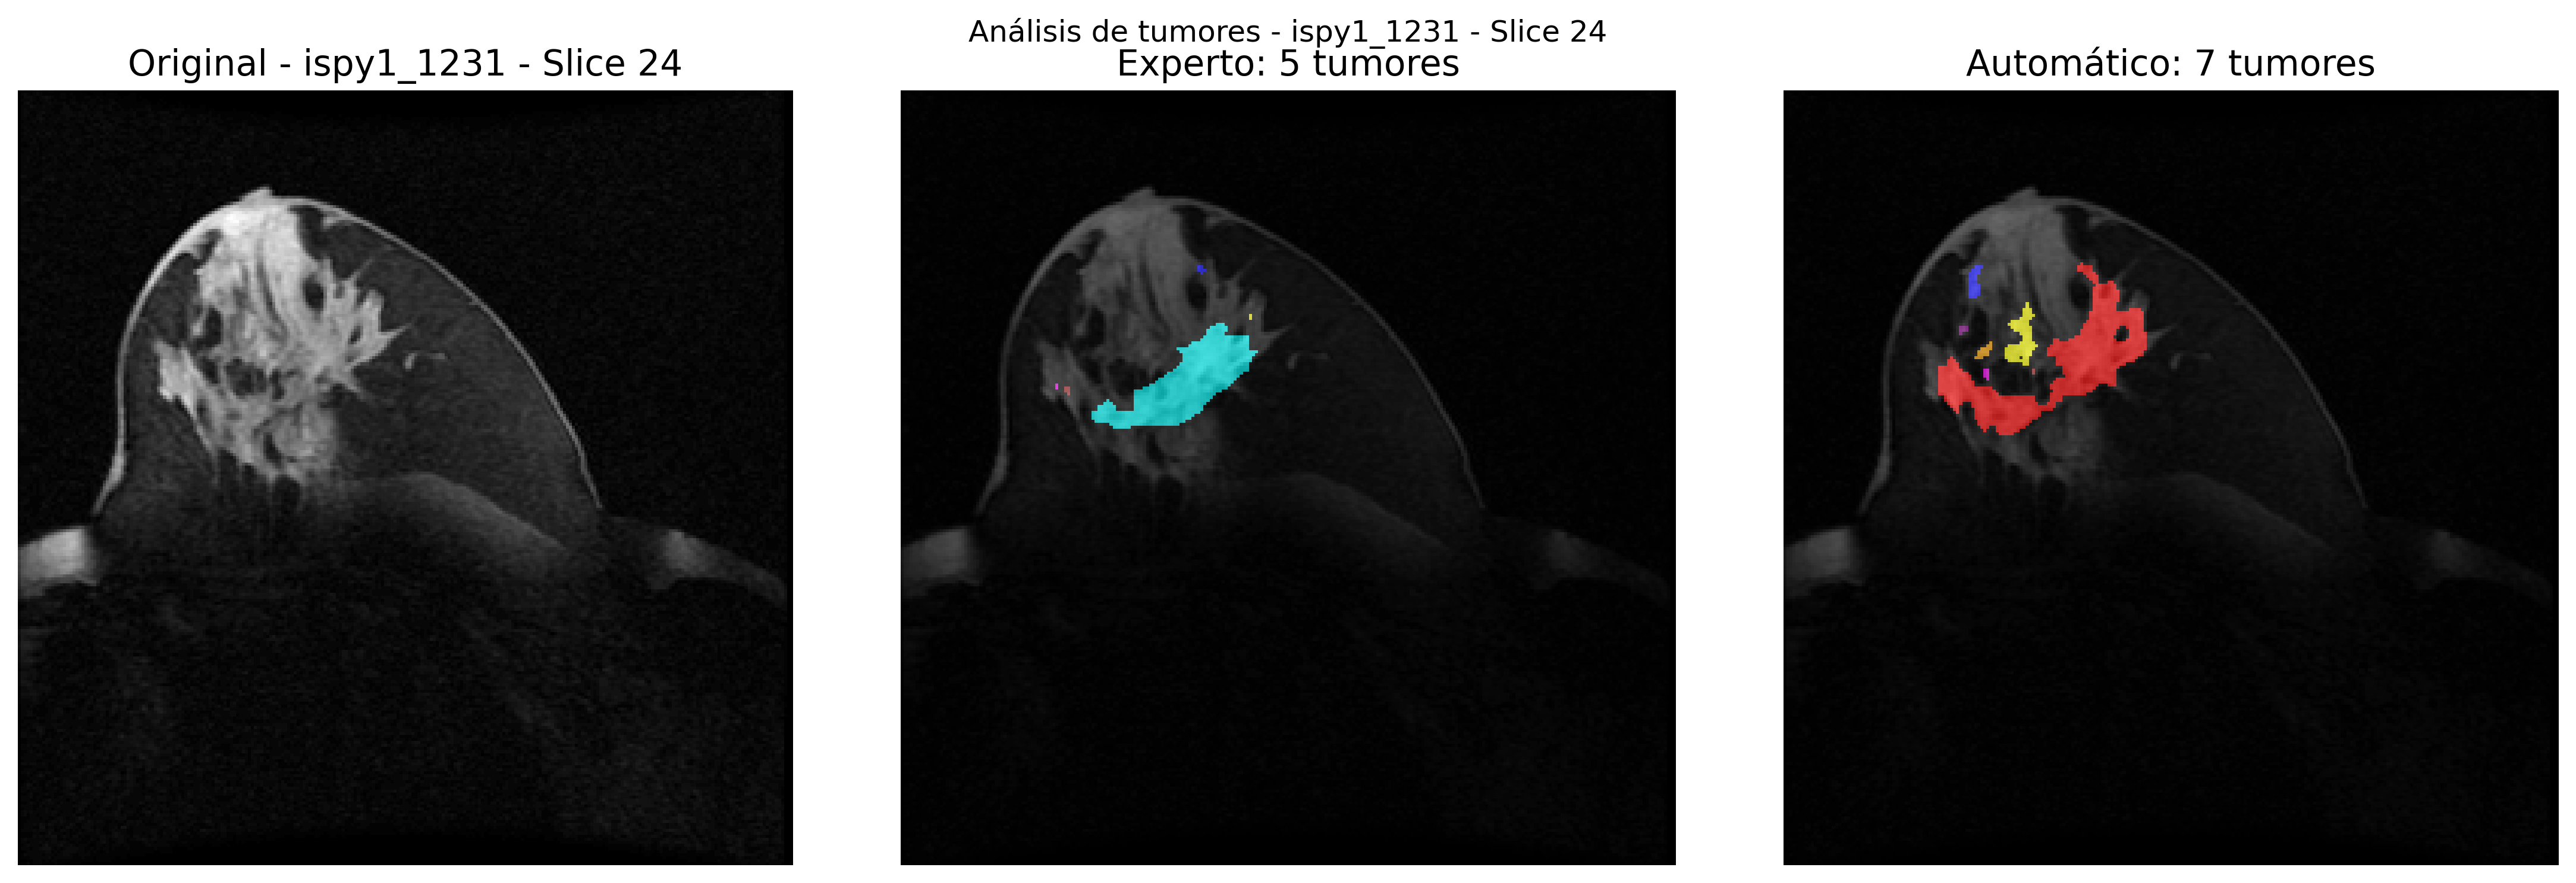 Análisis de tumores - ispy1_1231 - Slice 24
Original - ispy1_1231 - Slice 24
Experto: 5 tumores
Automático: 7 tumores